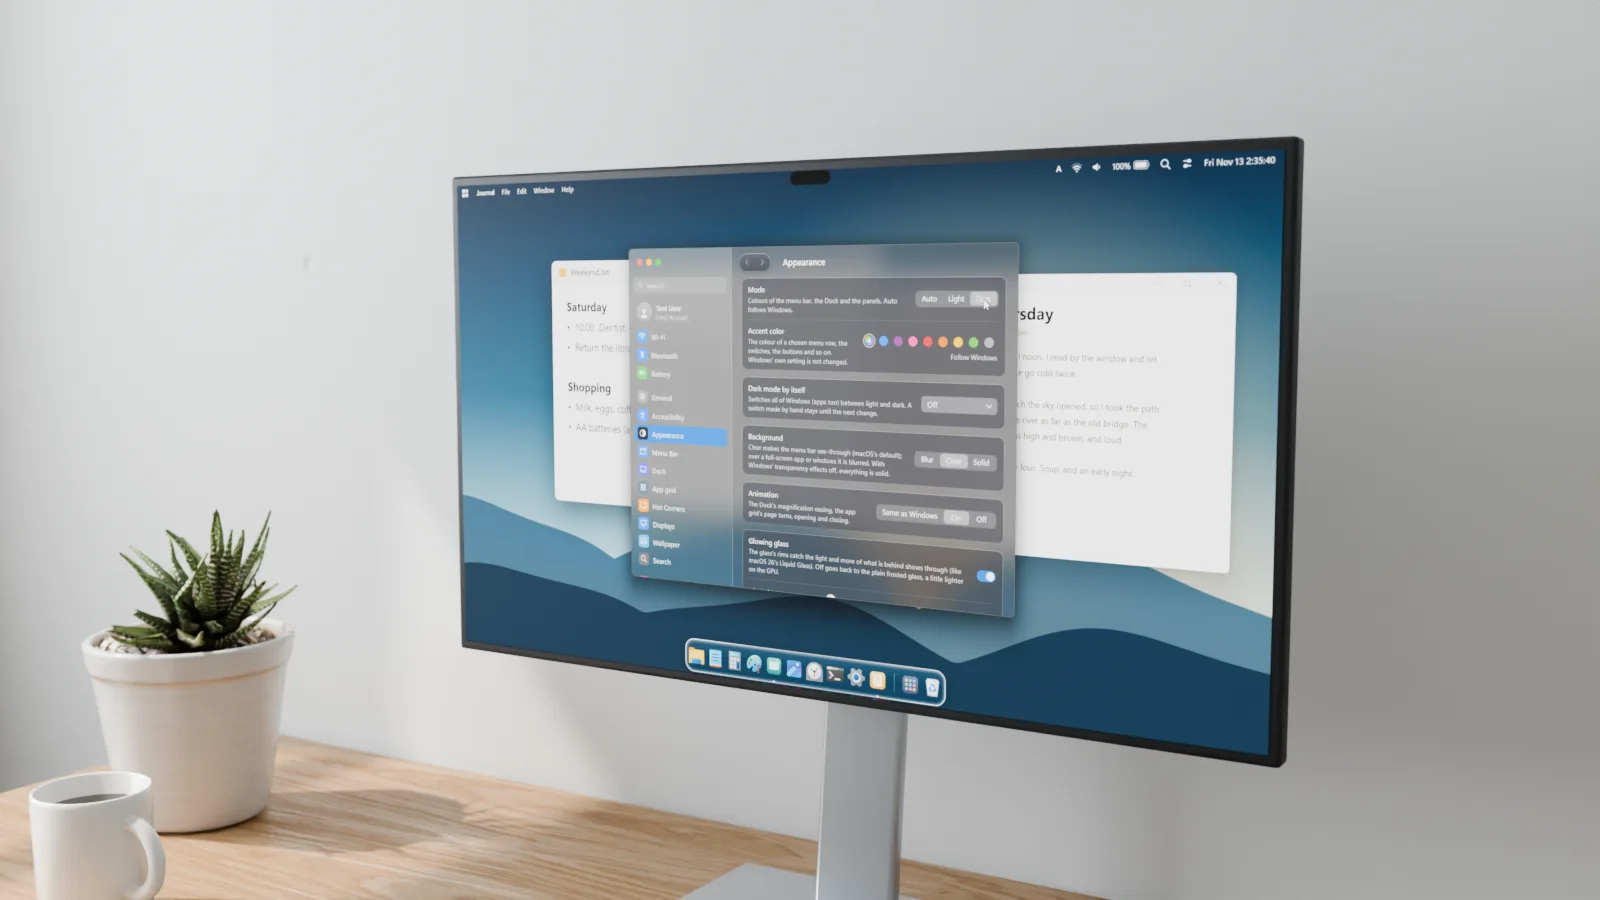 Journal File Edit Window Help
A 100% Fri Nov 13 2:35:40
Weekend.txt
Saturday
• 10:00 Dentist
• Return the libr
Shopping
• Milk, eggs, coff
• AA batteries (a
Search
Test User
Wi-Fi
Bluetooth
Battery
General
Accessibility
Appearance
Menu Bar
Dock
App grid
Hot Corners
Displays
Wallpaper
Search
Appearance
Mode
Colours of the menu bar, the Dock and the panels. Auto
follows Windows.
Auto Light Dark
Accent color
The colour of a chosen menu row, the
switches, the buttons and so on.
Windows' own setting is not changed.
Follow Windows
Dark mode by itself
Switches all of Windows (apps too) between light and dark. A
switch made by hand stays until the next change.
Off
Background
Clear makes the menu bar see-through (macOS's default);
over a full-screen app or windows it is blurred. With
Windows' transparency effects off, everything is solid.
Blur Clear Solid
Animation
The Dock's magnification easing, the app
grid's page turns, opening and closing.
Same as Windows On Off
Glowing glass
The glass's rims catch the light and more of what is behind shows through (like
macOS 26's Liquid Glass). Off goes back to the plain frosted glass, a little lighter
on the GPU.
rsday
noon. I read by the window and let
go cold twice.
ch the sky opened, so I took the path
river as far as the old bridge. The
s high and brown, and loud.
four. Soup, and an early night.